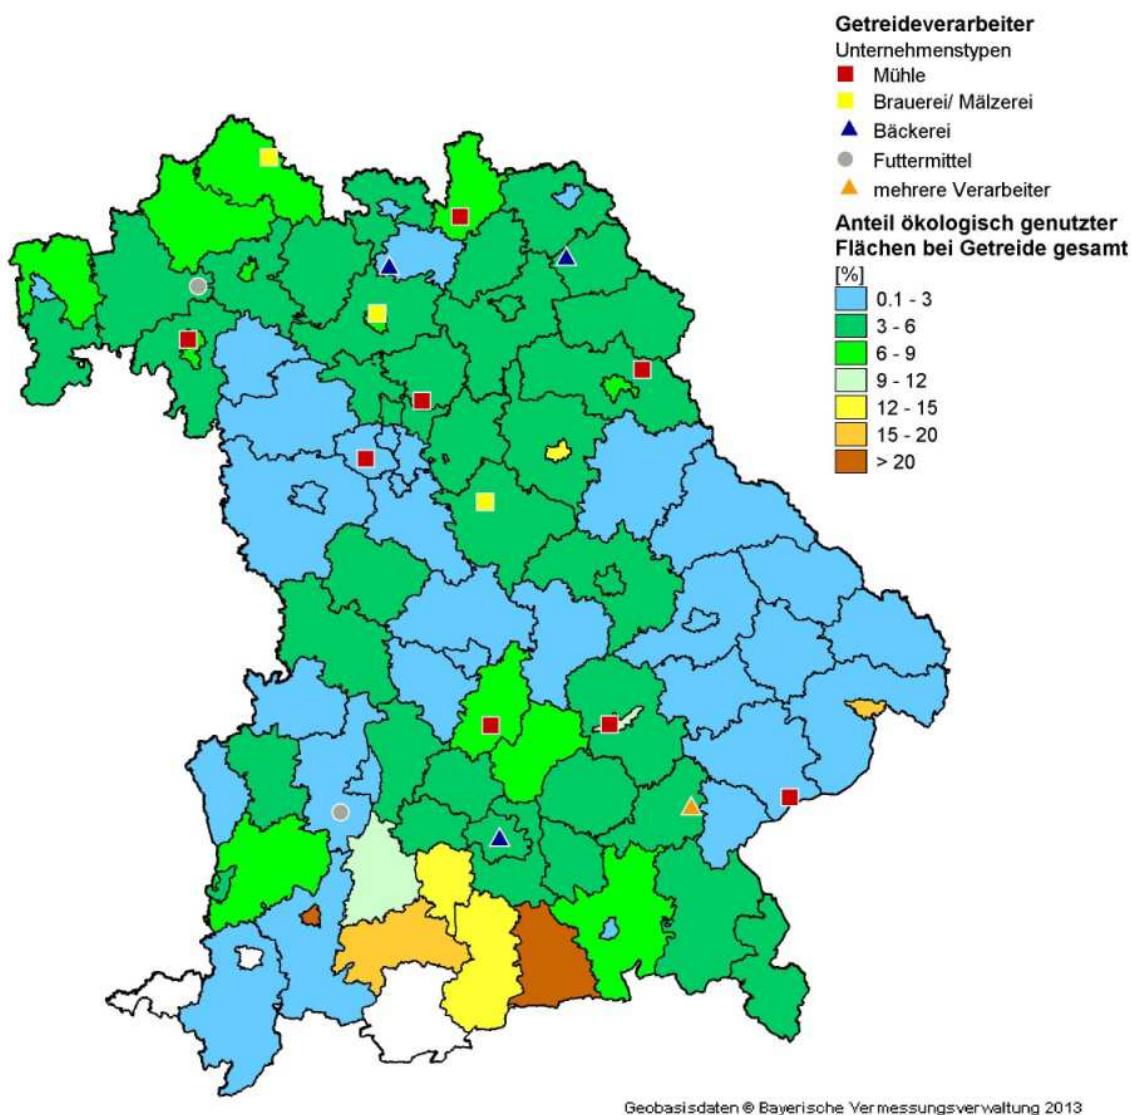 Getreideverarbeiter
Unternehmenstypen
Mühle
Brauerei/ Mälzerei
Bäckerei
Futtermittel
mehrere Verarbeiter
Anteil ökologisch genutzter
Flächen bei Getreide gesamt
[%]
0.1 - 3
3 - 6
6 - 9
9 - 12
12 - 15
15 - 20
> 20
Geobasisdaten © Bayerische Vermessungsverwaltung 2013